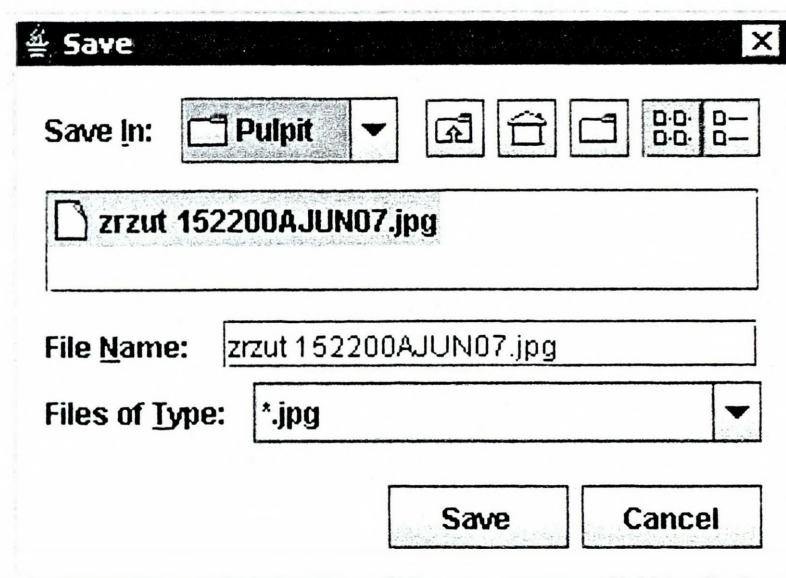 Save
Save In: Pulpit
zrzut 152200AJUN07.jpg
File Name: zrzut 152200AJUN07.jpg
Files of Type: *.jpg
Save Cancel